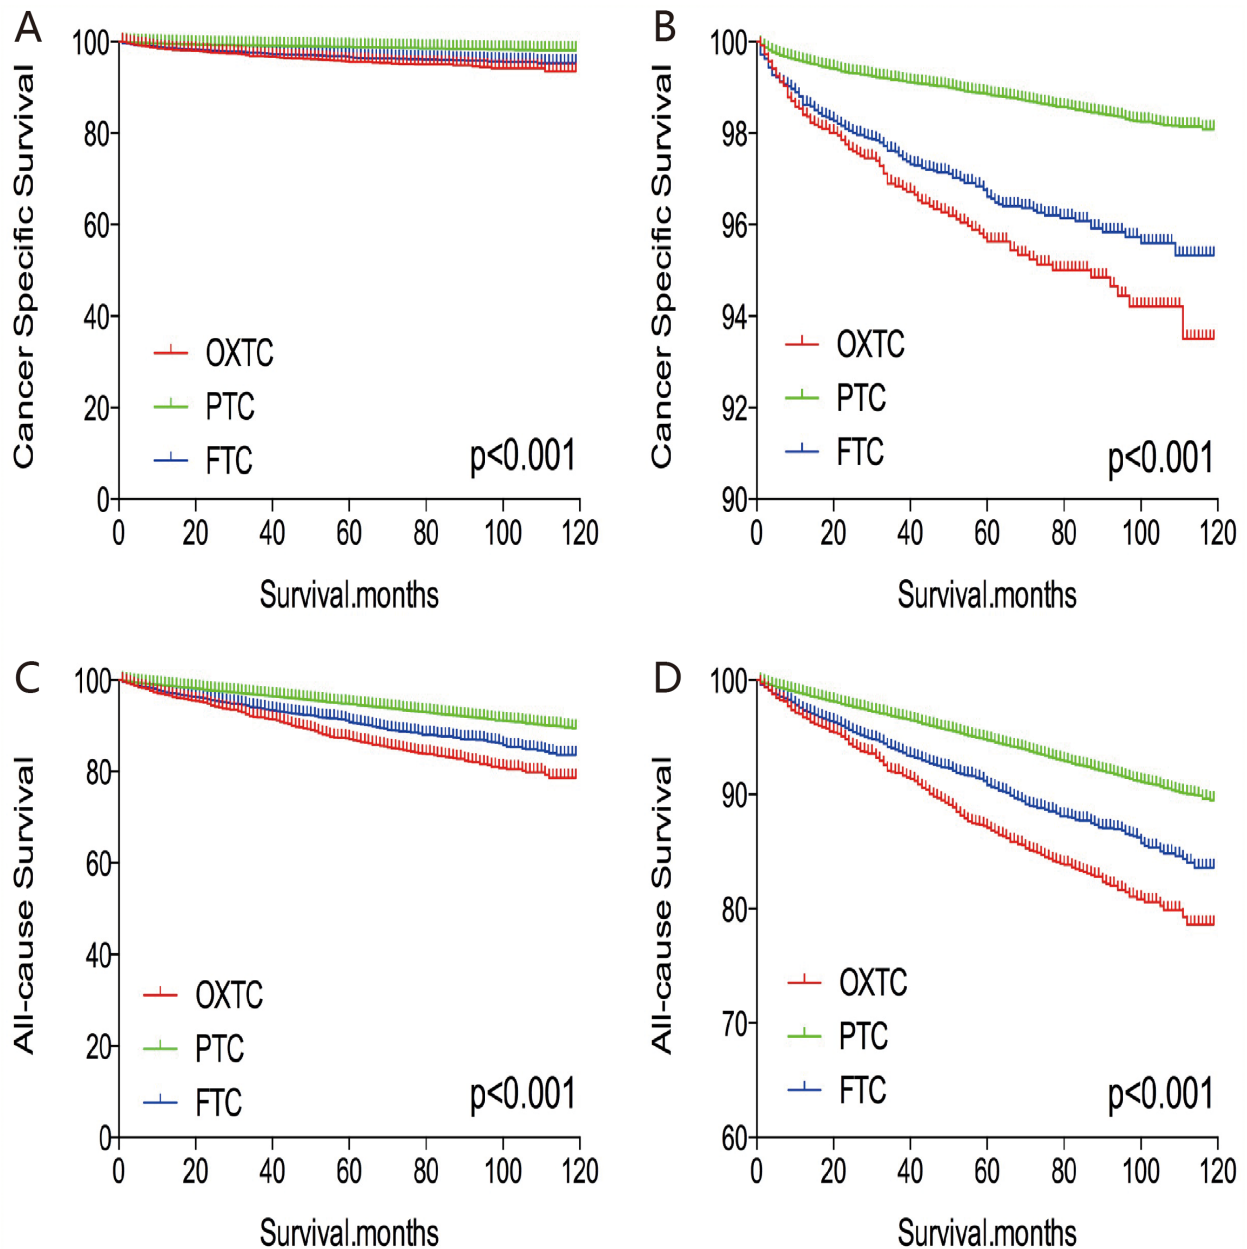 A
Cancer Specific Survival
100
80
60
40
20
0
OXTC
PTC
FTC
p<0.001
0 20 40 60 80 100 120
Survival.months
B
Cancer Specific Survival
100
98
96
94
92
90
OXTC
PTC
FTC
p<0.001
0 20 40 60 80 100 120
Survival.months
C
All-cause Survival
100
80
60
40
20
0
OXTC
PTC
FTC
p<0.001
0 20 40 60 80 100 120
Survival.months
D
All-cause Survival
100
90
80
70
60
OXTC
PTC
FTC
p<0.001
0 20 40 60 80 100 120
Survival.months